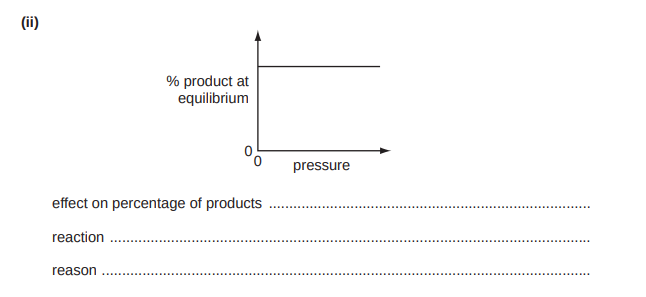 (ii)
% product at
equilibrium
0
0
pressure
effect on percentage of products ................................................................................
reaction ........................................................................................................................
reason ..........................................................................................................................